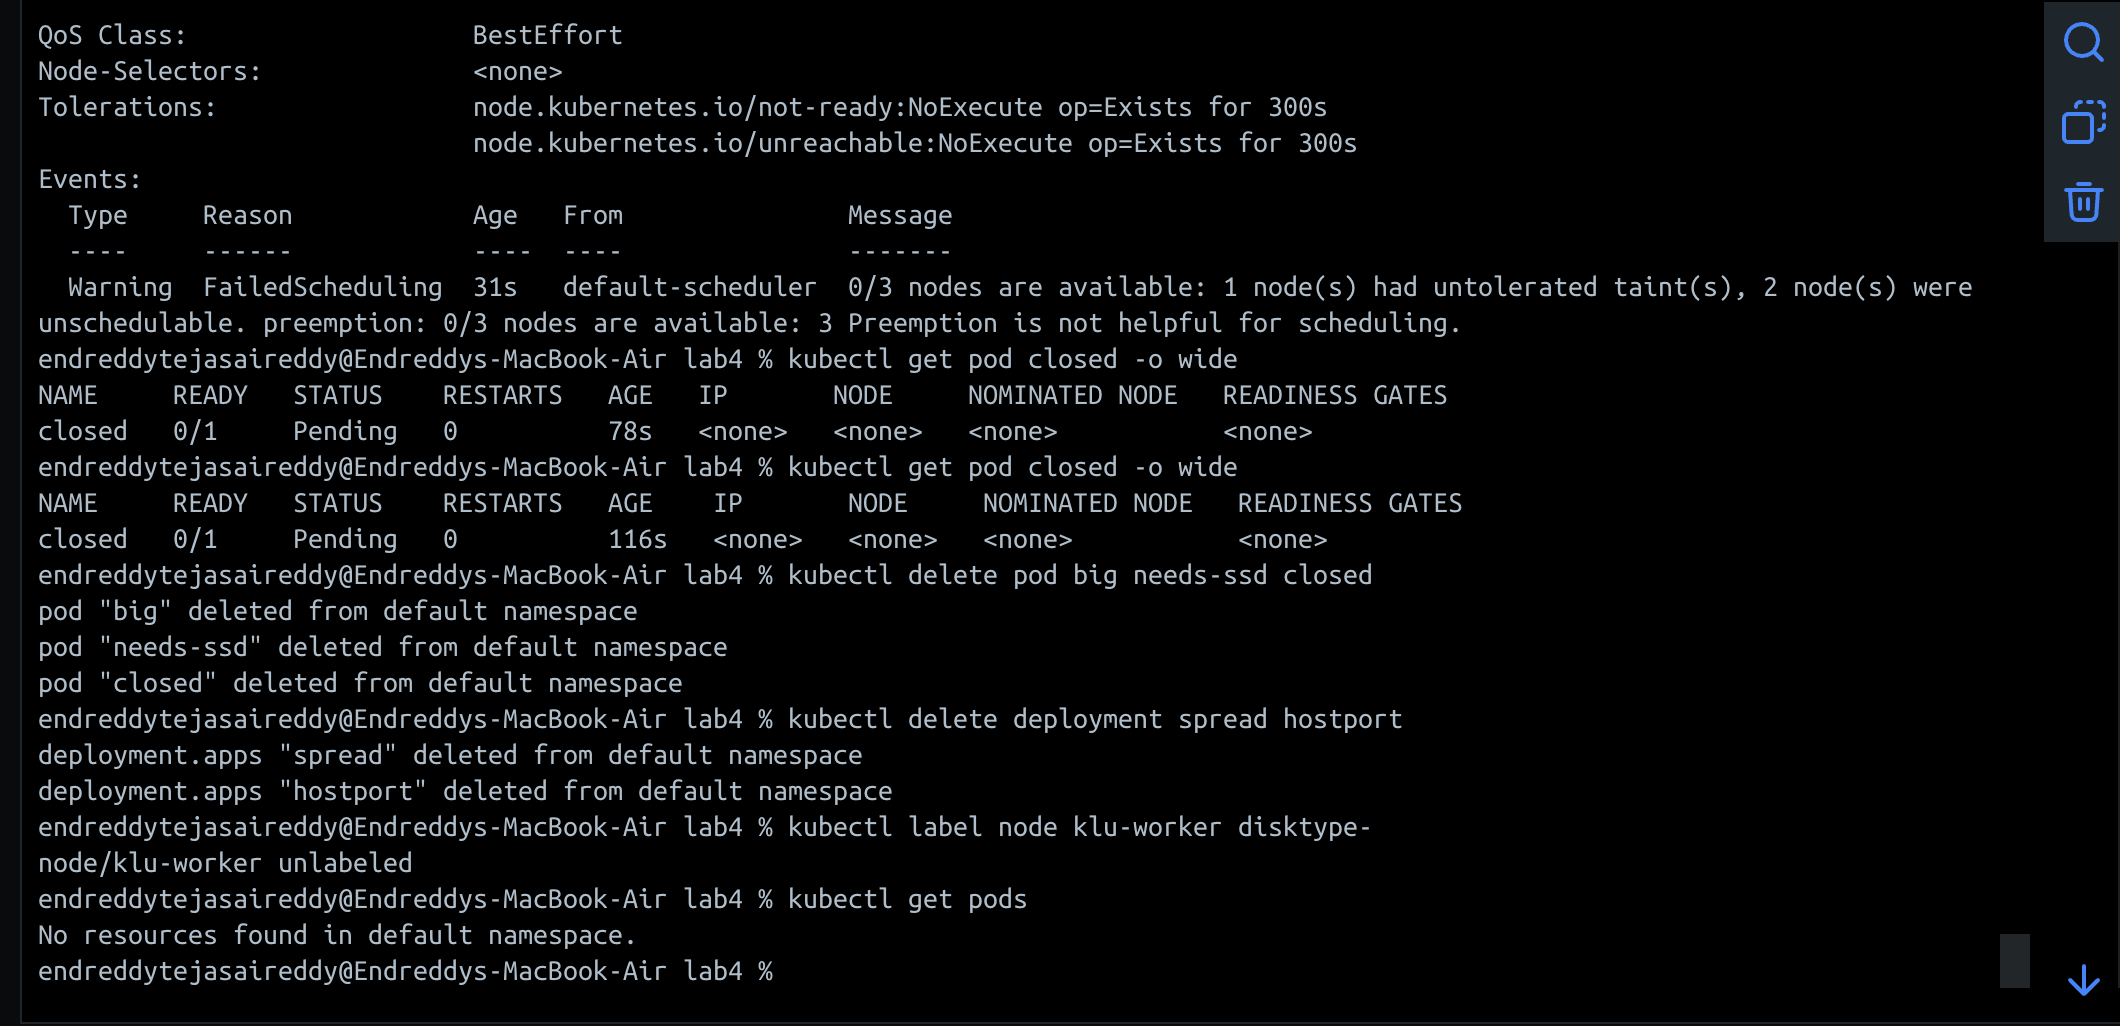 QoS Class:                   BestEffort
Node-Selectors:              <none>
Tolerations:                 node.kubernetes.io/not-ready:NoExecute op=Exists for 300s
                             node.kubernetes.io/unreachable:NoExecute op=Exists for 300s
Events:
  Type     Reason            Age   From               Message
  ----     ------            ----  ----               -------
  Warning  FailedScheduling  31s   default-scheduler  0/3 nodes are available: 1 node(s) had untolerated taint(s), 2 node(s) were
unschedulable. preemption: 0/3 nodes are available: 3 Preemption is not helpful for scheduling.
endreddytejasaireddy@Endreddys-MacBook-Air lab4 % kubectl get pod closed -o wide
NAME     READY   STATUS    RESTARTS   AGE   IP       NODE     NOMINATED NODE   READINESS GATES
closed   0/1     Pending   0          78s   <none>   <none>   <none>           <none>
endreddytejasaireddy@Endreddys-MacBook-Air lab4 % kubectl get pod closed -o wide
NAME     READY   STATUS    RESTARTS   AGE    IP       NODE     NOMINATED NODE   READINESS GATES
closed   0/1     Pending   0          116s   <none>   <none>   <none>           <none>
endreddytejasaireddy@Endreddys-MacBook-Air lab4 % kubectl delete pod big needs-ssd closed
pod "big" deleted from default namespace
pod "needs-ssd" deleted from default namespace
pod "closed" deleted from default namespace
endreddytejasaireddy@Endreddys-MacBook-Air lab4 % kubectl delete deployment spread hostport
deployment.apps "spread" deleted from default namespace
deployment.apps "hostport" deleted from default namespace
endreddytejasaireddy@Endreddys-MacBook-Air lab4 % kubectl label node klu-worker disktype-
node/klu-worker unlabeled
endreddytejasaireddy@Endreddys-MacBook-Air lab4 % kubectl get pods
No resources found in default namespace.
endreddytejasaireddy@Endreddys-MacBook-Air lab4 %